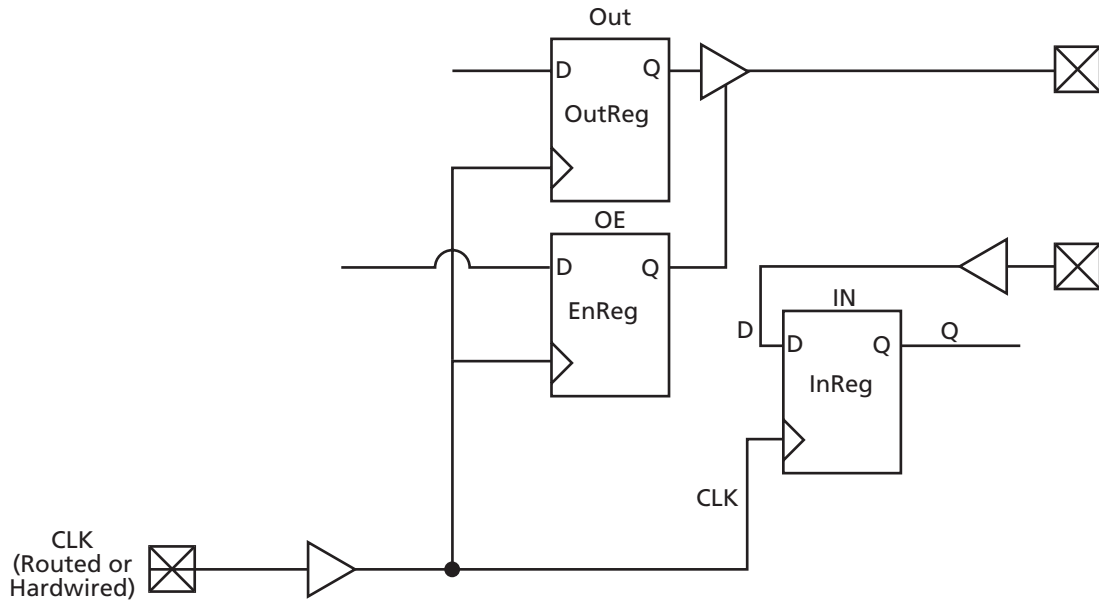 Out
D
Q
OutReg
OE
D
Q
EnReg
IN
D
D
Q
Q
InReg
CLK
CLK
(Routed or
Hardwired)